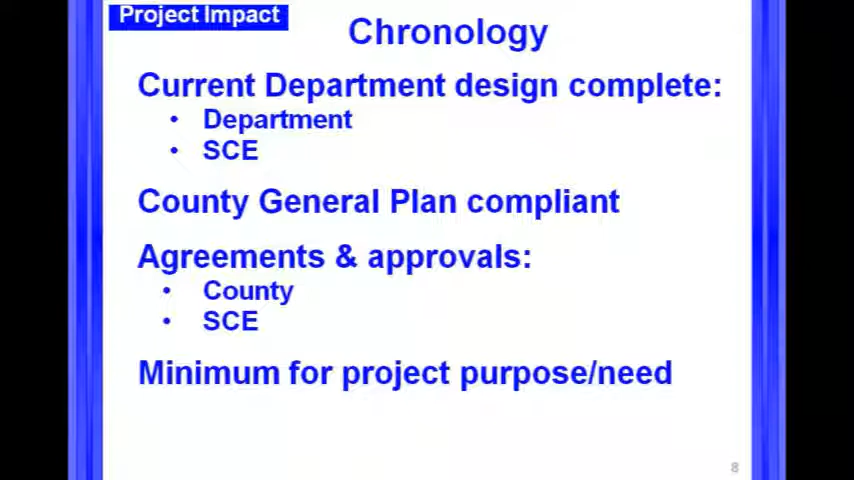 Project Impact
Chronology
Current Department design complete:
• Department
• SCE
County General Plan compliant
Agreements & approvals:
• County
• SCE
Minimum for project purpose/need
8